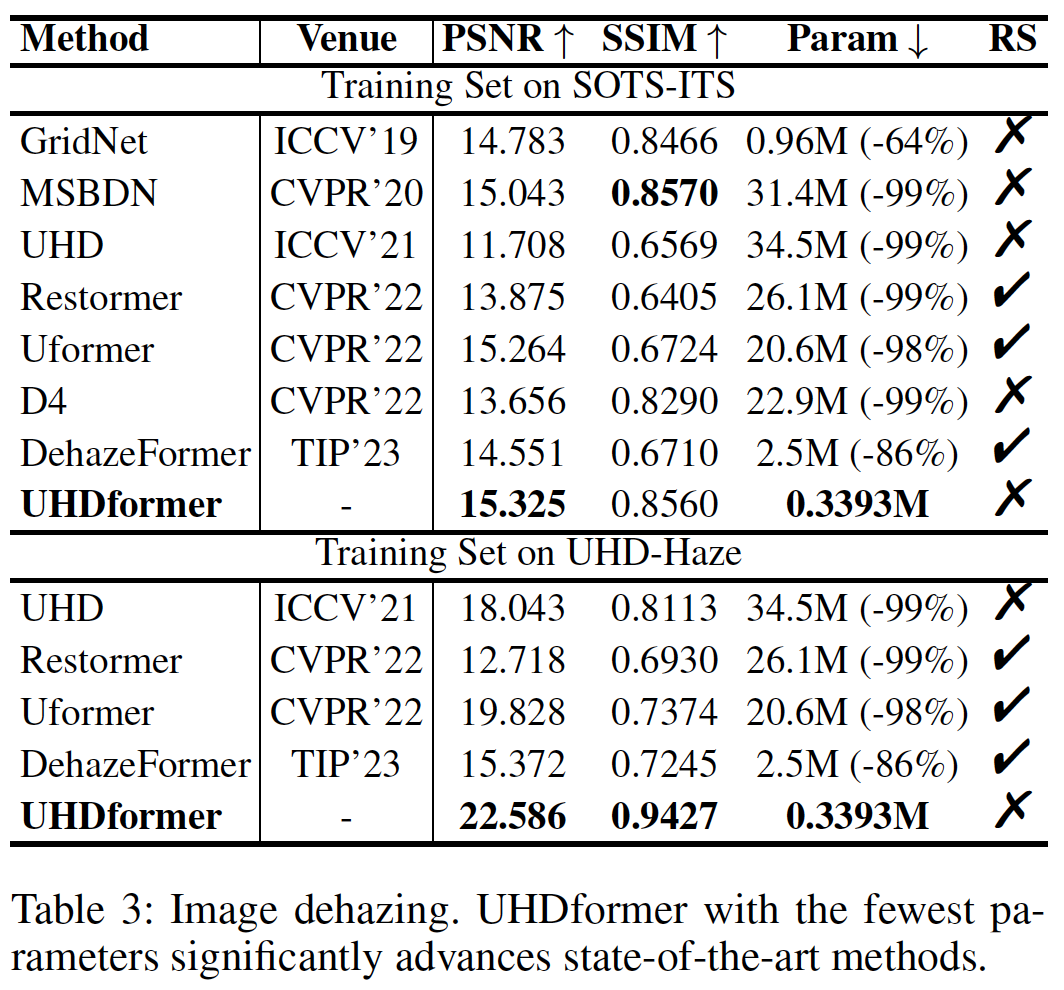 Method Venue PSNR ↑ SSIM ↑ Param ↓ RS
Training Set on SOTS-ITS
GridNet ICCV’19 14.783 0.8466 0.96M (-64%) ✗
MSBDN CVPR’20 15.043 0.8570 31.4M (-99%) ✗
UHD ICCV’21 11.708 0.6569 34.5M (-99%) ✗
Restormer CVPR’22 13.875 0.6405 26.1M (-99%) ✓
Uformer CVPR’22 15.264 0.6724 20.6M (-98%) ✓
D4 CVPR’22 13.656 0.8290 22.9M (-99%) ✗
DehazeFormer TIP’23 14.551 0.6710 2.5M (-86%) ✓
UHDformer - 15.325 0.8560 0.3393M ✗
Training Set on UHD-Haze
UHD ICCV’21 18.043 0.8113 34.5M (-99%) ✗
Restormer CVPR’22 12.718 0.6930 26.1M (-99%) ✓
Uformer CVPR’22 19.828 0.7374 20.6M (-98%) ✓
DehazeFormer TIP’23 15.372 0.7245 2.5M (-86%) ✓
UHDformer - 22.586 0.9427 0.3393M ✗
Table 3: Image dehazing. UHDformer with the fewest pa-
rameters significantly advances state-of-the-art methods.